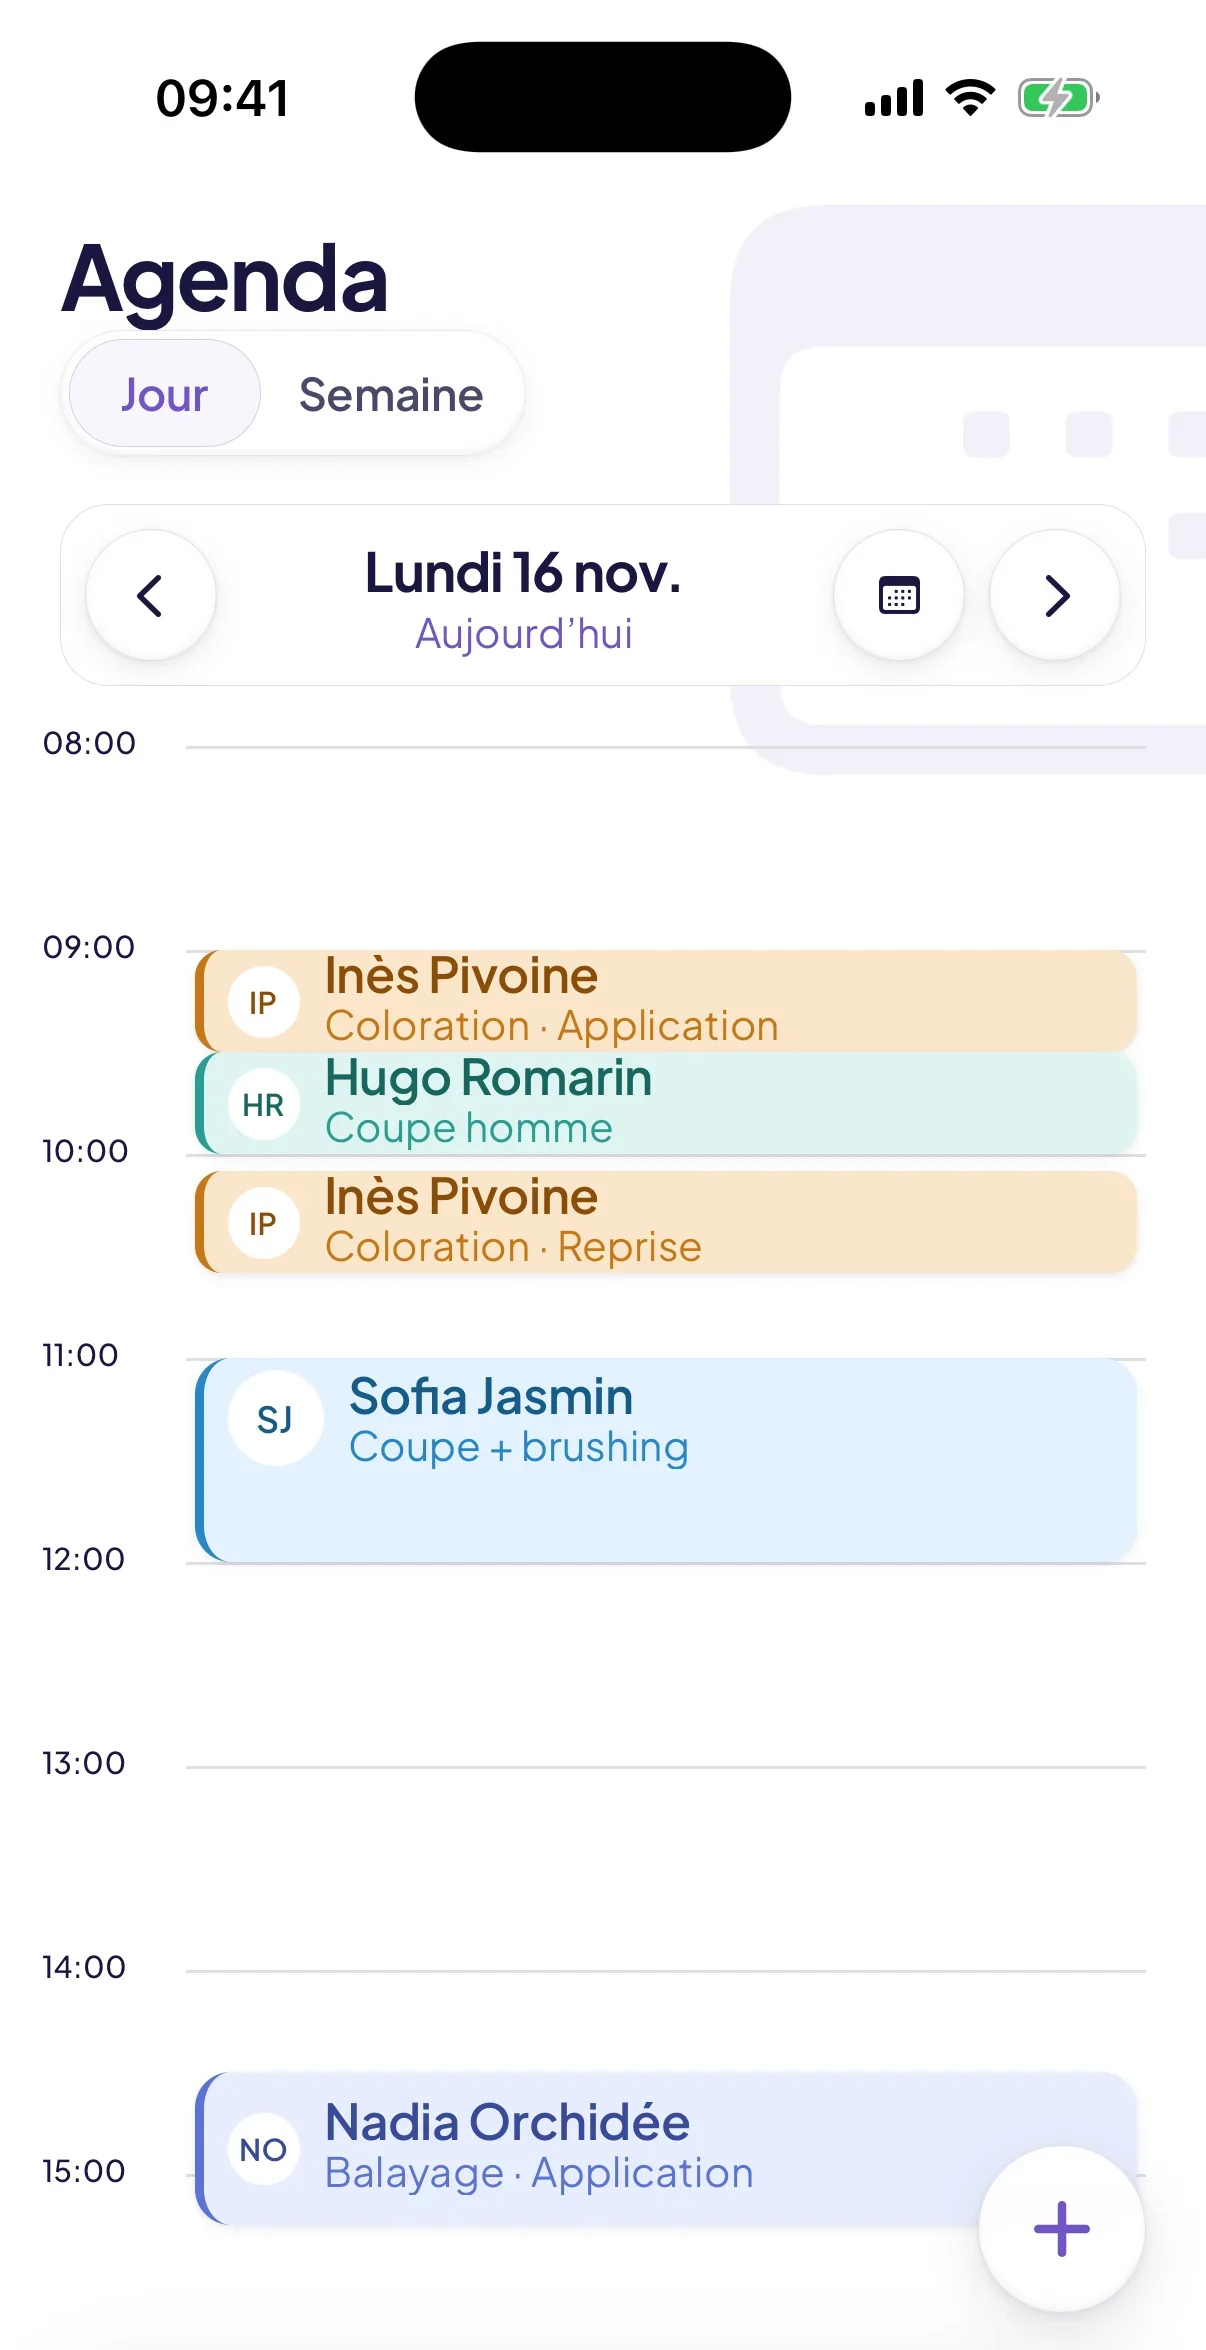 09:41
Agenda
Jour
Semaine
Lundi 16 nov.
Aujourd’hui
08:00
09:00
IP
Inès Pivoine
Coloration · Application
HR
Hugo Romarin
Coupe homme
10:00
IP
Inès Pivoine
Coloration · Reprise
11:00
SJ
Sofia Jasmin
Coupe + brushing
12:00
13:00
14:00
NO
Nadia Orchidée
Balayage · Application
15:00